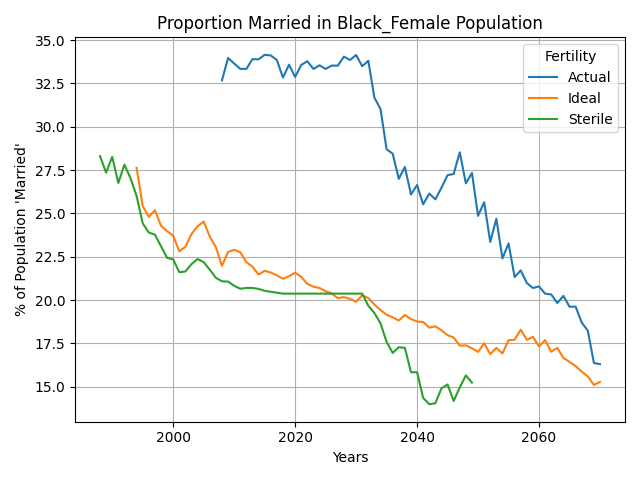 Proportion Married in Black_Female Population
% of Population 'Married'
35.0
32.5
30.0
27.5
25.0
22.5
20.0
17.5
15.0
Fertility
Actual
Ideal
Sterile
2000 2020 2040 2060
Years